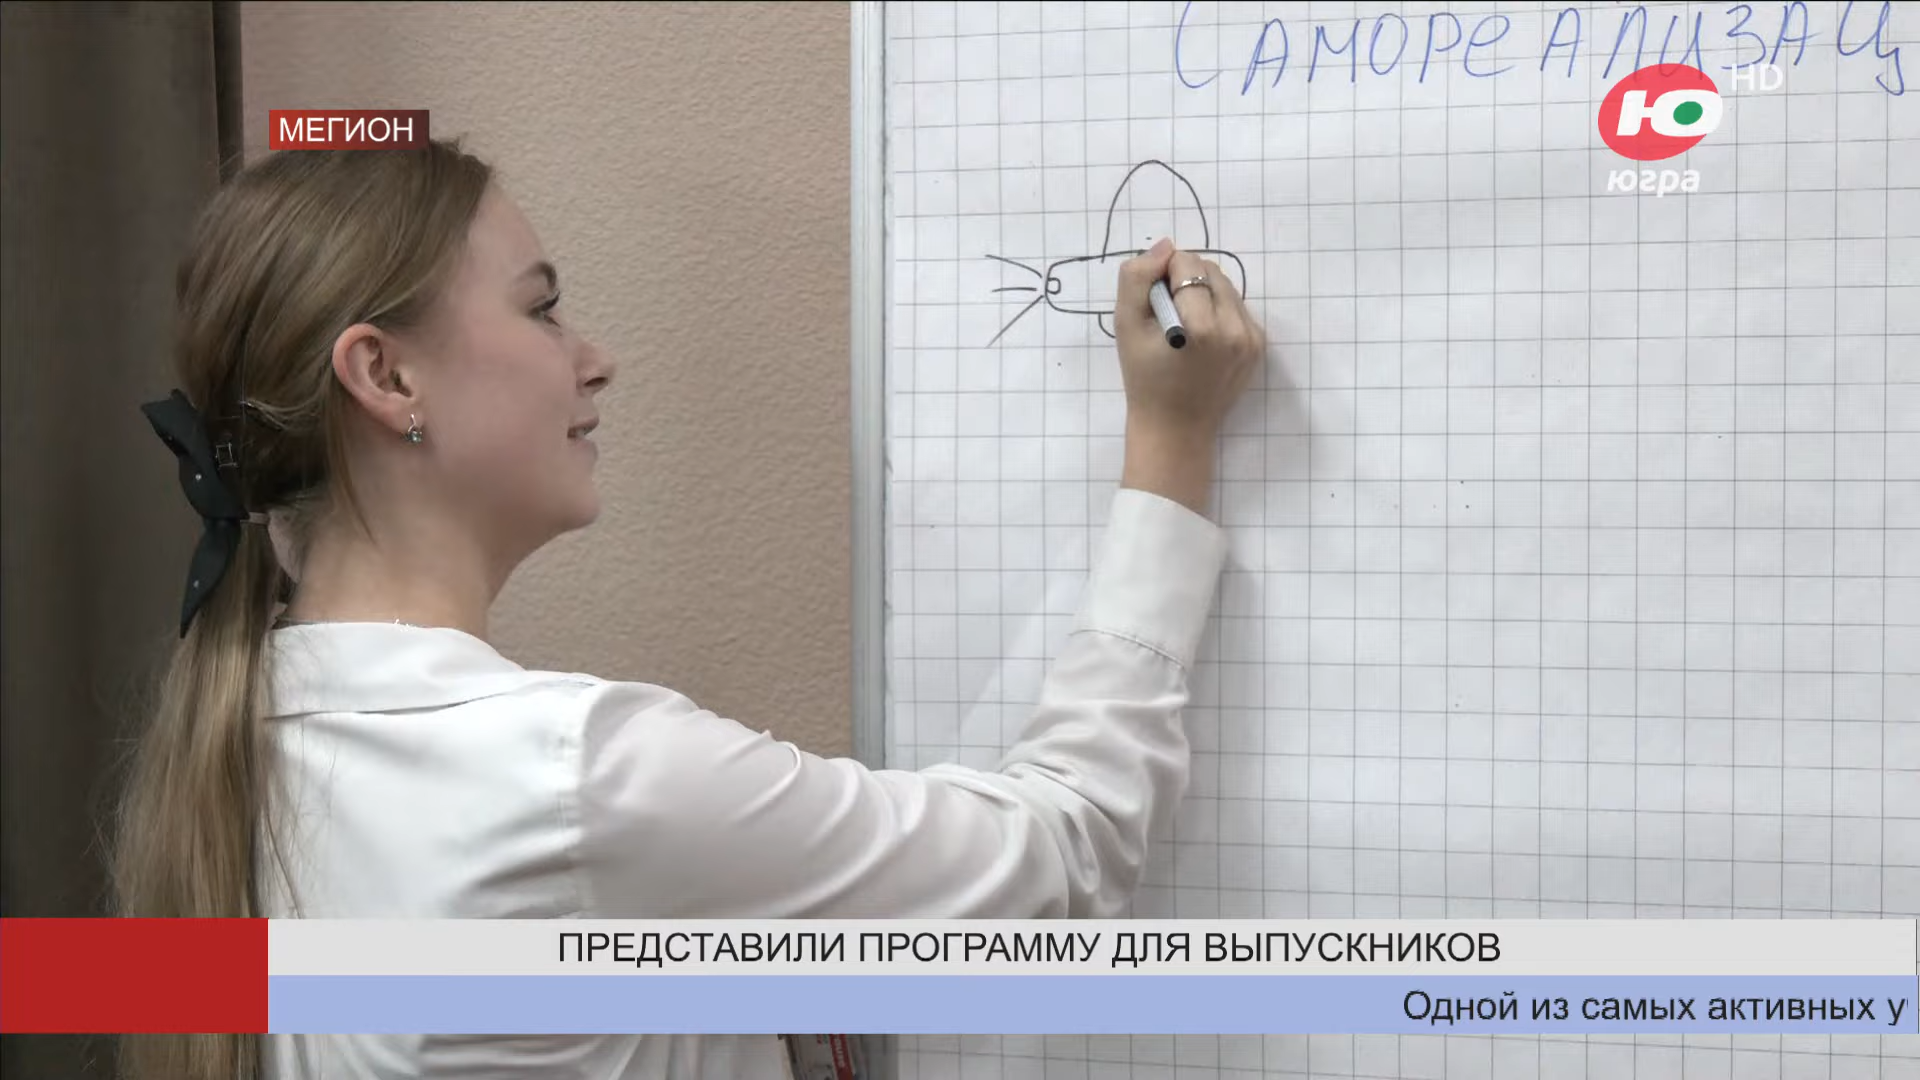 САМОРЕАЛИЗАЦ
HD
Ю
югра
МЕГИОН
ПРЕДСТАВИЛИ ПРОГРАММУ ДЛЯ ВЫПУСКНИКОВ
Одной из самых активных у